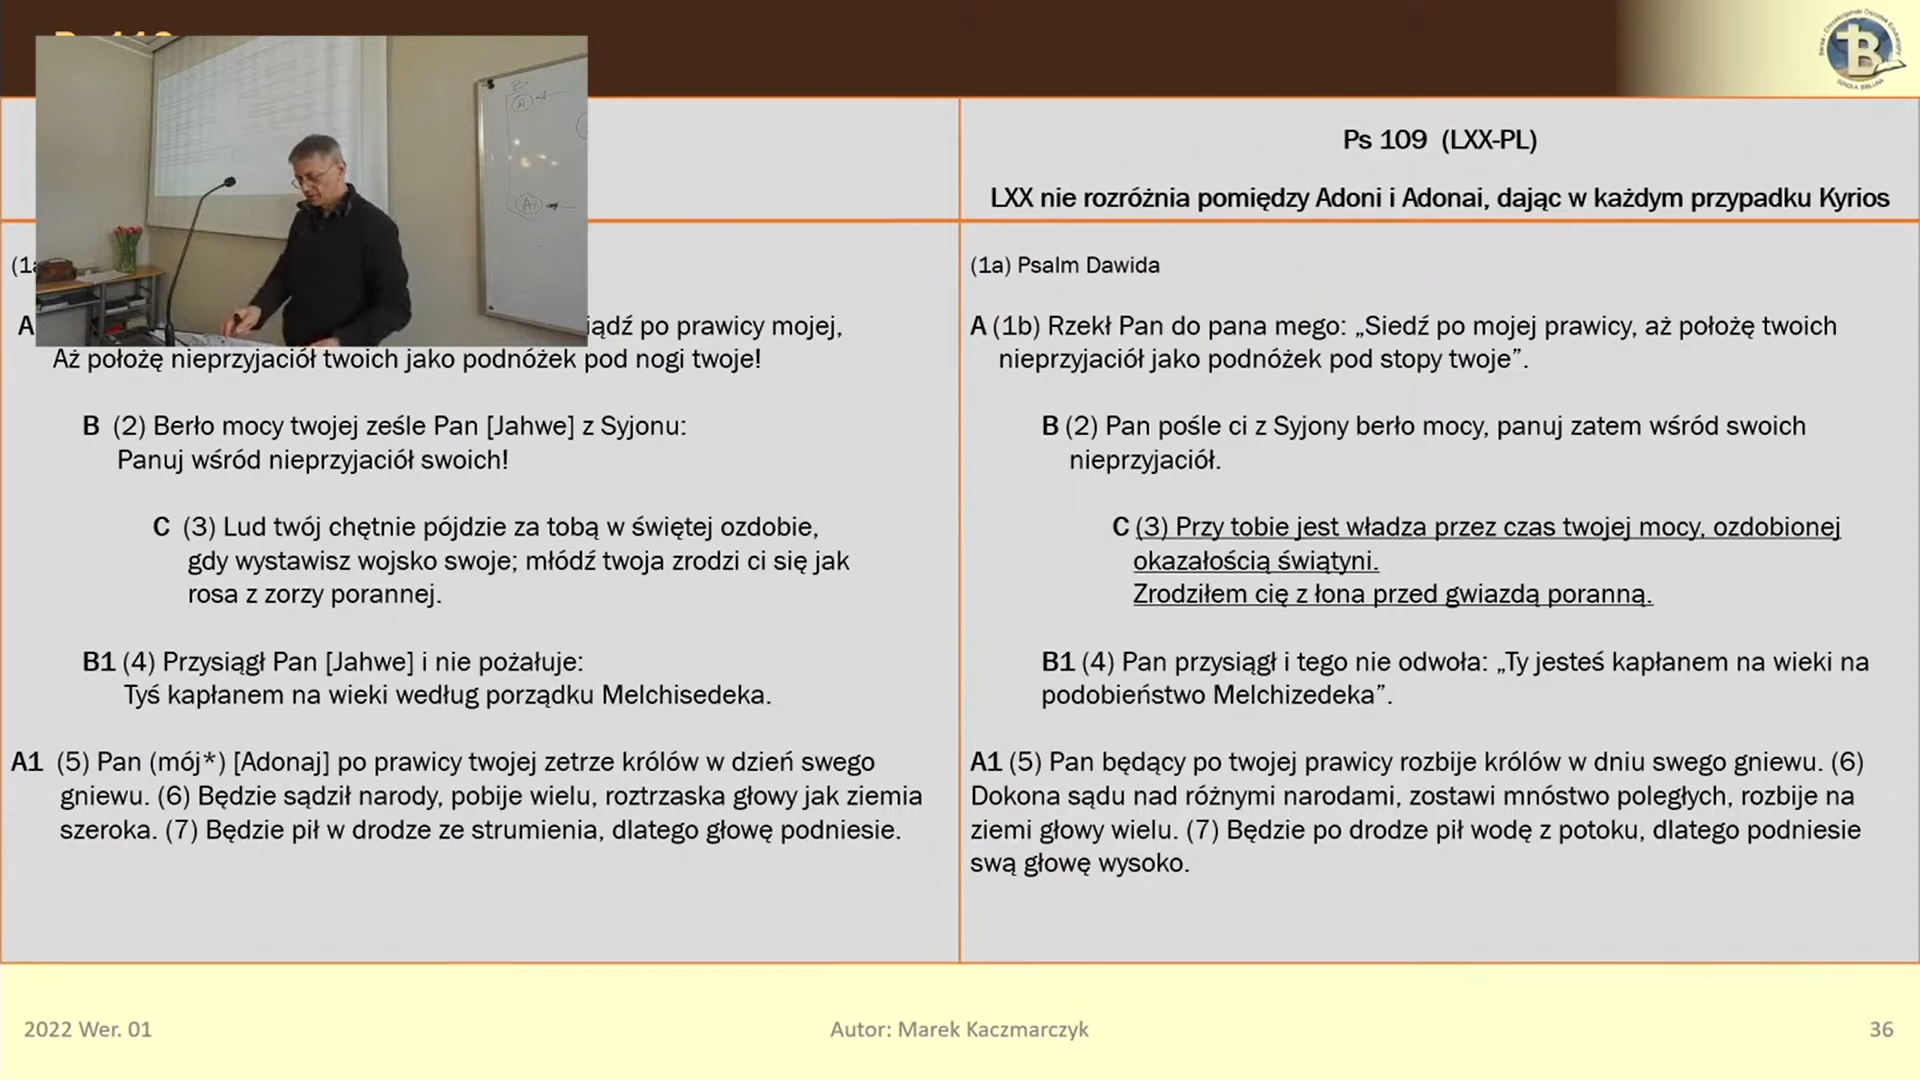 Ps 109  (LXX-PL)
LXX nie rozróżnia pomiędzy Adoni i Adonai, dając w każdym przypadku Kyrios
A
po prawicy mojej,
Aż położę nieprzyjaciół twoich jako podnóżek pod nogi twoje!
B  (2) Berło mocy twojej ześle Pan [Jahwe] z Syjonu:
Panuj wśród nieprzyjaciół swoich!
C  (3) Lud twój chętnie pójdzie za tobą w świętej ozdobie,
gdy wystawisz wojsko swoje; młódź twoja zrodzi ci się jak
rosa z zorzy porannej.
B1 (4) Przysiągł Pan [Jahwe] i nie pożałuje:
Tyś kapłanem na wieki według porządku Melchisedeka.
A1  (5) Pan (mój*) [Adonaj] po prawicy twojej zetrze królów w dzień swego
gniewu. (6) Będzie sądził narody, pobije wielu, roztrzaska głowy jak ziemia
szeroka. (7) Będzie pił w drodze ze strumienia, dlatego głowę podniesie.
(1a) Psalm Dawida
A (1b) Rzekł Pan do pana mego: „Siedź po mojej prawicy, aż położę twoich
nieprzyjaciół jako podnóżek pod stopy twoje”.
B (2) Pan pośle ci z Syjony berło mocy, panuj zatem wśród swoich
nieprzyjaciół.
C (3) Przy tobie jest władza przez czas twojej mocy, ozdobionej
okazałością świątyni.
Zrodziłem cię z łona przed gwiazdą poranną.
B1 (4) Pan przysiągł i tego nie odwoła: „Ty jesteś kapłanem na wieki na
podobieństwo Melchizedeka”.
A1 (5) Pan będący po twojej prawicy rozbije królów w dniu swego gniewu. (6)
Dokona sądu nad różnymi narodami, zostawi mnóstwo poległych, rozbije na
ziemi głowy wielu. (7) Będzie po drodze pił wodę z potoku, dlatego podniesie
swą głowę wysoko.
2022 Wer. 01
Autor: Marek Kaczmarczyk
36